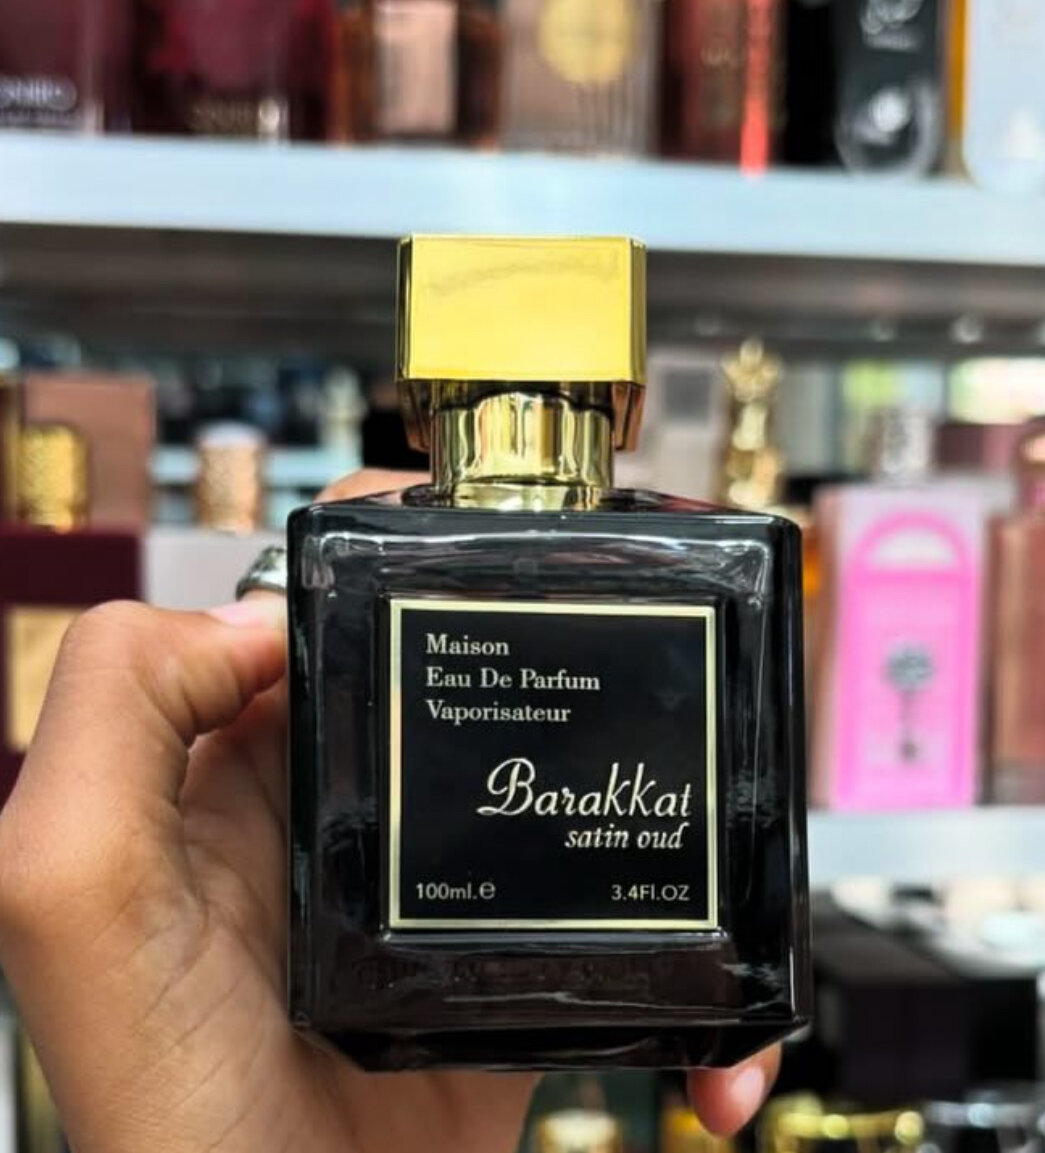 Maison
Eau De Parfum
Vaporisateur
Barakkat
satin oud
100ml.e 3.4Fl.OZ